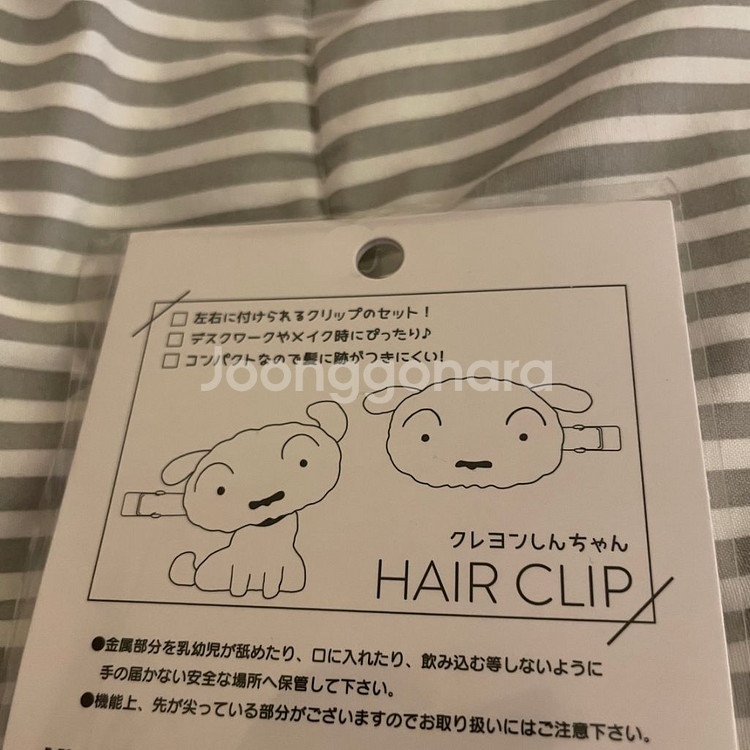 □ 左右に付けられるクリップのセット！
□ デスクワークやメイク時にぴったり♪
□ コンパクトなので髪に跡がつきにくい！
Joonggonara
クレヨンしんちゃん
HAIR CLIP
●金属部分を乳幼児が舐めたり、口に入れたり、飲み込む等しないように
手の届かない安全な場所へ保管して下さい。
●機能上、先が尖っている部分がございますのでお取り扱いにはご注意下さい。